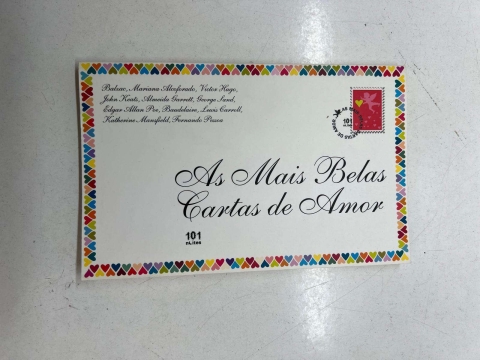 Balzac, Mariana Alcoforado, Victor Hugo,
John Keats, Almeida Garrett, George Sand,
Edgar Allan Poe, Baudelaire, Lewis Carroll,
Katherine Mansfield, Fernando Pessoa
101
As Mais Belas
Cartas de Amor
101
nLites